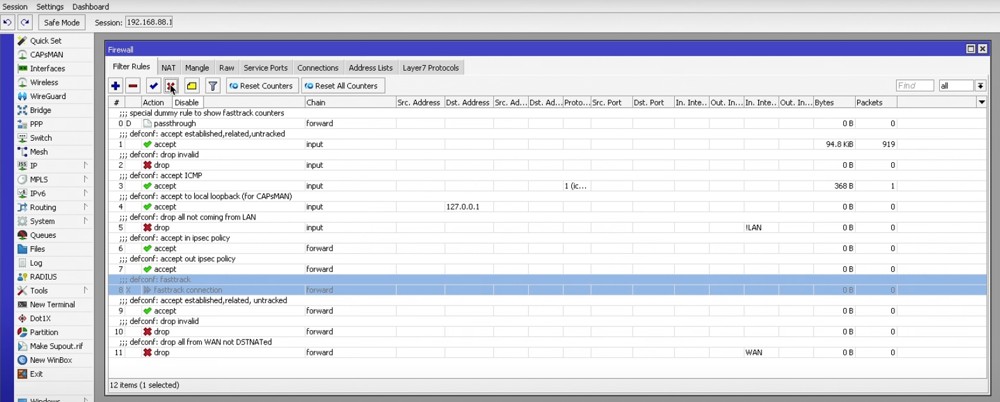 Session Settings Dashboard
Safe Mode Session: 192.168.88.1
Quick Set
CAPsMAN
Interfaces
Wireless
WireGuard
Bridge
PPP
Switch
Mesh
IP
MPLS
IPv6
Routing
System
Queues
Files
Log
RADIUS
Tools
New Terminal
Dot1X
Partition
Make Supout.rif
New WinBox
Exit
Windows
Firewall
Filter Rules NAT Mangle Raw Service Ports Connections Address Lists Layer7 Protocols
Reset Counters Reset All Counters Find all
# Action Disable Chain Src. Address Dst. Address Src. Ad... Dst. Ad... Proto... Src. Port Dst. Port In. Inte... Out. In... In. Inte... Out. In... Bytes Packets
;;; special dummy rule to show fasttrack counters
0 D passthrough forward 0 B 0
;;; defconf: accept established,related,untracked
1 accept input 94.8 KiB 919
;;; defconf: drop invalid
2 drop input 0 B 0
;;; defconf: accept ICMP
3 accept input 1 (ic... 368 B 1
;;; defconf: accept to local loopback (for CAPsMAN)
4 accept input 127.0.0.1 0 B 0
;;; defconf: drop all not coming from LAN
5 drop input !LAN 0 B 0
;;; defconf: accept in ipsec policy
6 accept forward 0 B 0
;;; defconf: accept out ipsec policy
7 accept forward 0 B 0
;;; defconf: fasttrack
8 X fasttrack connection forward 0 B 0
;;; defconf: accept established,related, untracked
9 accept forward 0 B 0
;;; defconf: drop invalid
10 drop forward 0 B 0
;;; defconf: drop all from WAN not DSTNATed
11 drop forward WAN 0 B 0
12 items (1 selected)